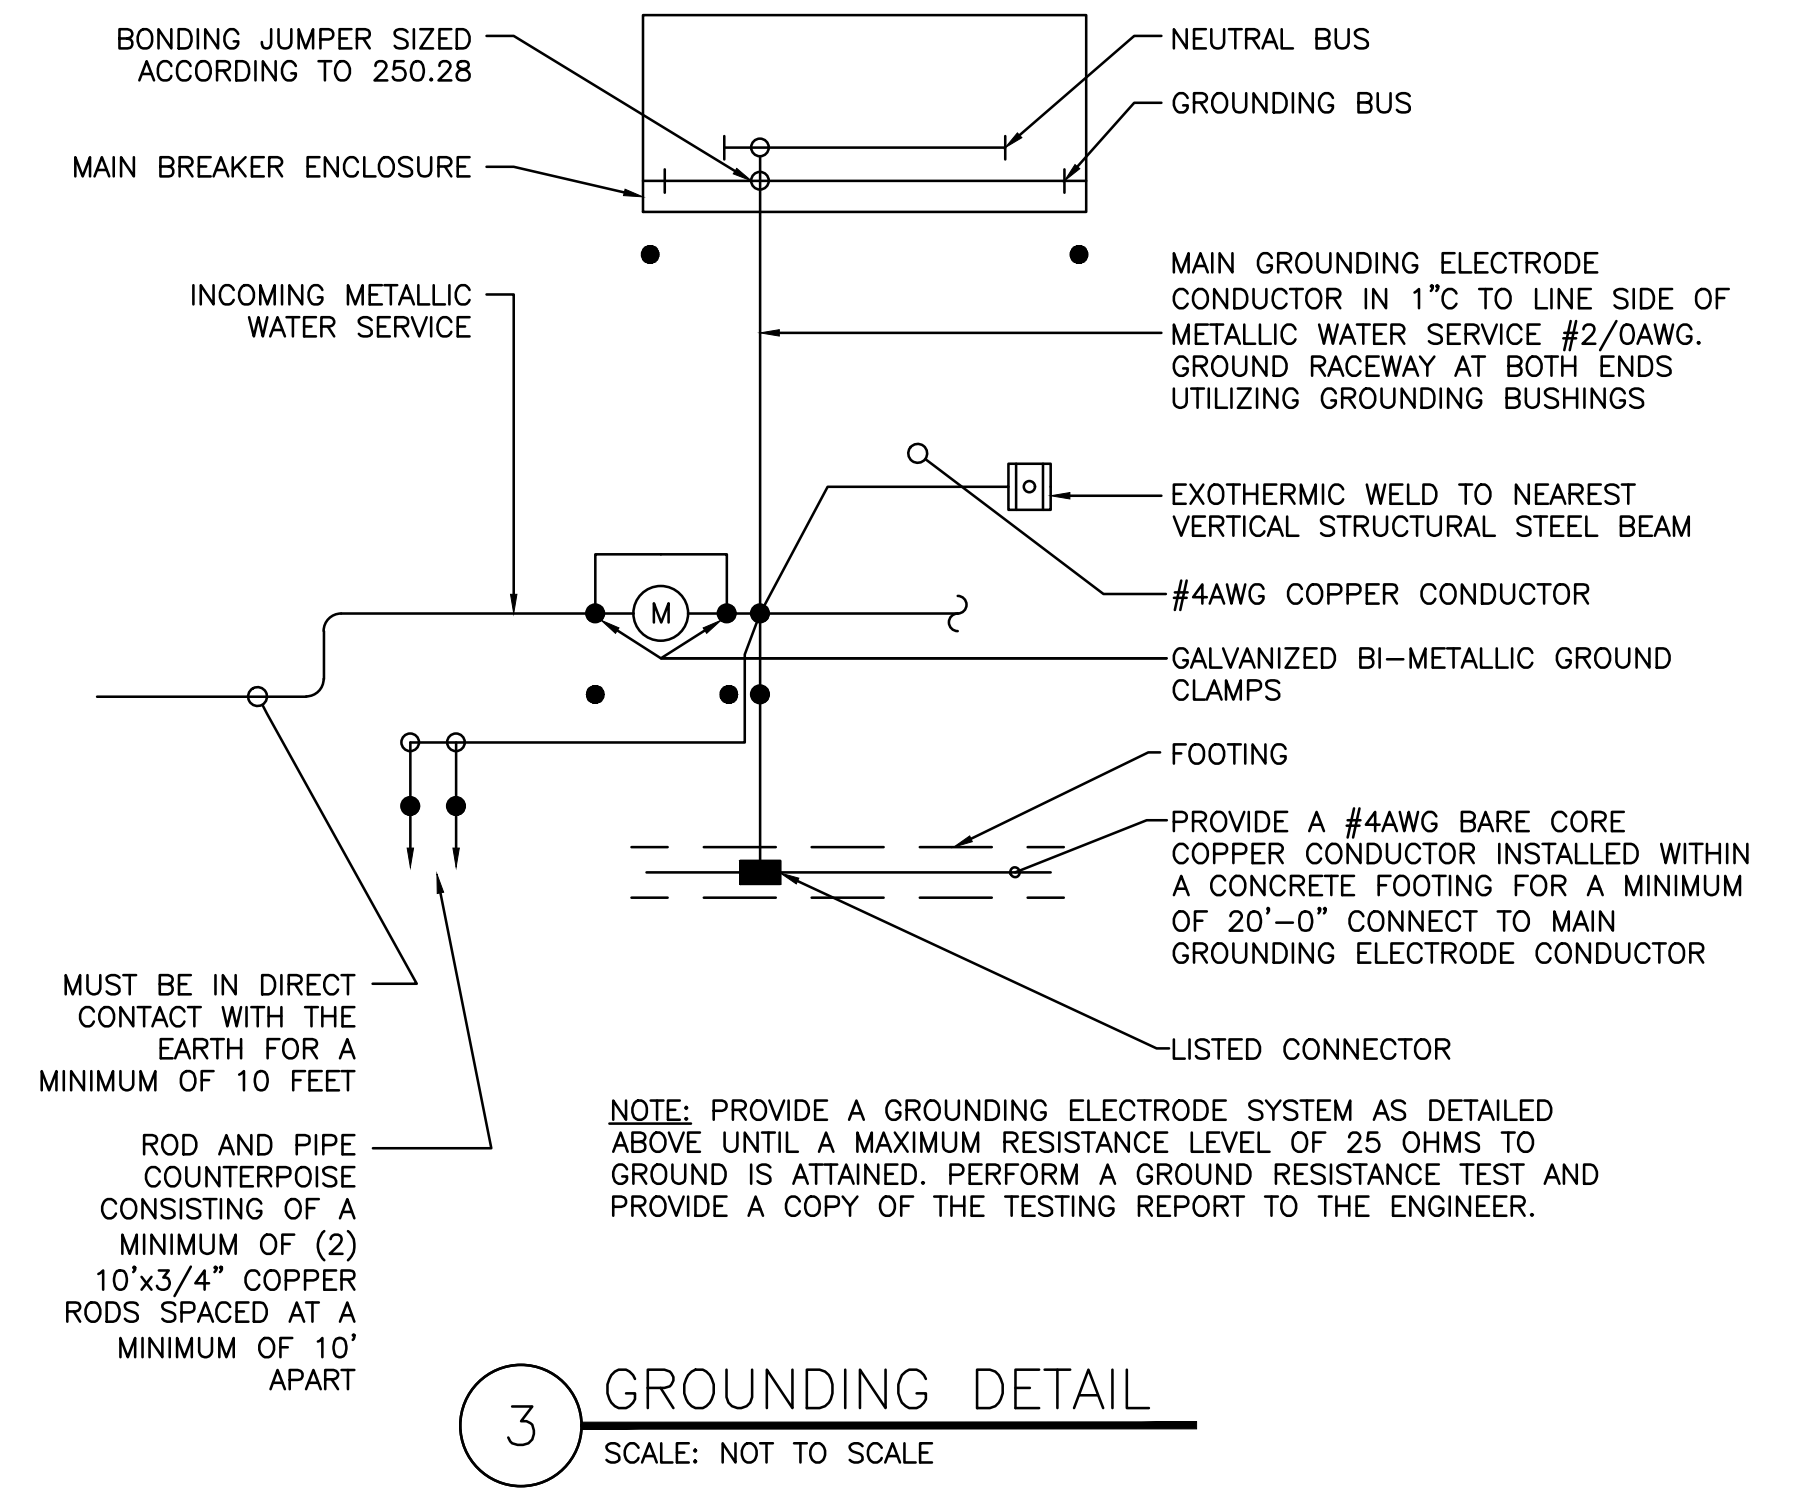 BONDING JUMPER SIZED
ACCORDING TO 250.28
MAIN BREAKER ENCLOSURE
NEUTRAL BUS
GROUNDING BUS
INCOMING METALLIC
WATER SERVICE
MAIN GROUNDING ELECTRODE
CONDUCTOR IN 1"C TO LINE SIDE OF
METALLIC WATER SERVICE #2/0AWG.
GROUND RACEWAY AT BOTH ENDS
UTILIZING GROUNDING BUSHINGS
EXOTHERMIC WELD TO NEAREST
VERTICAL STRUCTURAL STEEL BEAM
#4AWG COPPER CONDUCTOR
M
GALVANIZED BI-METALLIC GROUND
CLAMPS
FOOTING
PROVIDE A #4AWG BARE CORE
COPPER CONDUCTOR INSTALLED WITHIN
A CONCRETE FOOTING FOR A MINIMUM
OF 20'-0" CONNECT TO MAIN
GROUNDING ELECTRODE CONDUCTOR
LISTED CONNECTOR
MUST BE IN DIRECT
CONTACT WITH THE
EARTH FOR A
MINIMUM OF 10 FEET
ROD AND PIPE
COUNTERPOISE
CONSISTING OF A
MINIMUM OF (2)
10'x3/4" COPPER
RODS SPACED AT A
MINIMUM OF 10'
APART
NOTE: PROVIDE A GROUNDING ELECTRODE SYSTEM AS DETAILED
ABOVE UNTIL A MAXIMUM RESISTANCE LEVEL OF 25 OHMS TO
GROUND IS ATTAINED. PERFORM A GROUND RESISTANCE TEST AND
PROVIDE A COPY OF THE TESTING REPORT TO THE ENGINEER.
3
GROUNDING DETAIL
SCALE: NOT TO SCALE